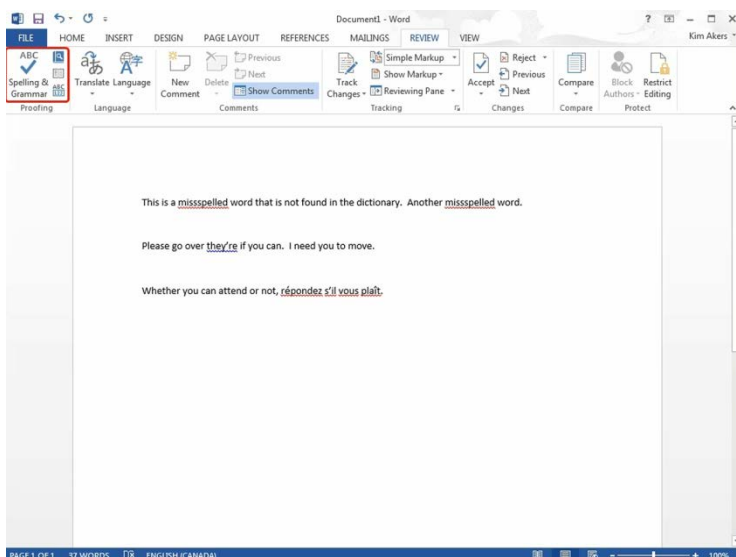 Document1 - Word
FILE HOME INSERT DESIGN PAGE LAYOUT REFERENCES MAILINGS REVIEW VIEW Kim Akers
ABC Spelling & Grammar
ABC 123
Translate Language
New Comment Delete Previous Next Show Comments
Track Changes Simple Markup Show Markup Reviewing Pane
Accept Reject Previous Next
Compare
Block Authors Restrict Editing
Proofing Language Comments Tracking Changes Compare Protect
This is a missspelled word that is not found in the dictionary. Another missspelled word.
Please go over they're if you can. I need you to move.
Whether you can attend or not, répondez s'il vous plaît.
PAGE 1 OF 1 37 WORDS ENGLISH (CANADA) 100%